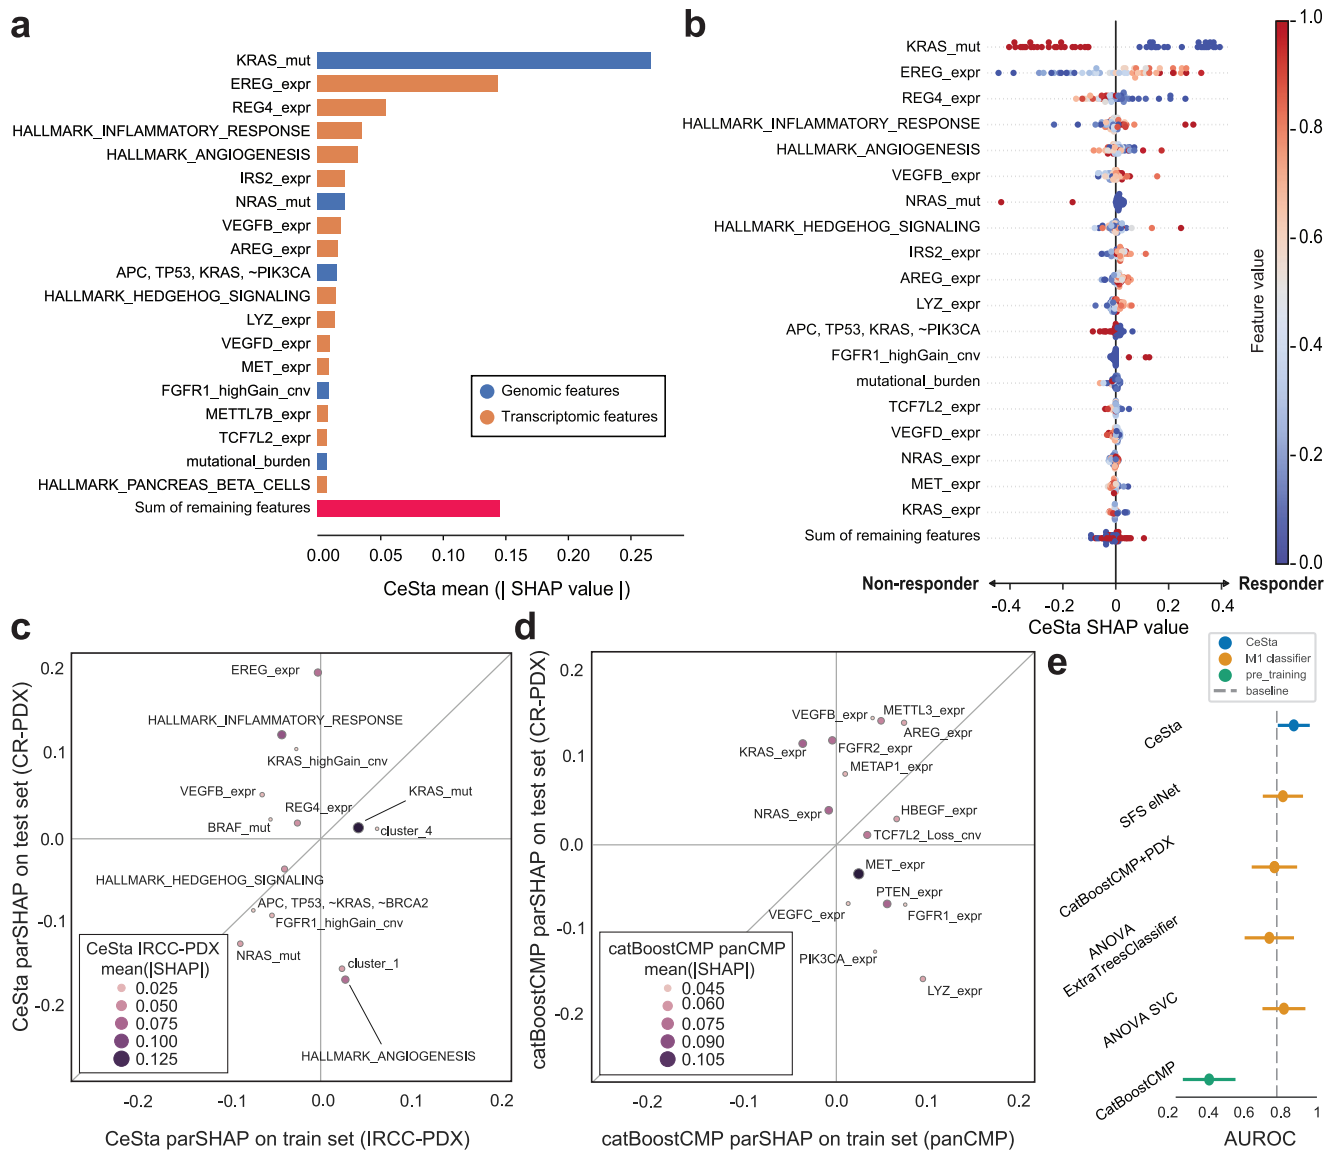 a
KRAS_mut
EREG_expr
REG4_expr
HALLMARK_INFLAMMATORY_RESPONSE
HALLMARK_ANGIOGENESIS
IRS2_expr
NRAS_mut
VEGFB_expr
AREG_expr
APC, TP53, KRAS, ~PIK3CA
HALLMARK_HEDGEHOG_SIGNALING
LYZ_expr
VEGFD_expr
MET_expr
FGFR1_highGain_cnv
METTL7B_expr
TCF7L2_expr
mutational_burden
HALLMARK_PANCREAS_BETA_CELLS
Sum of remaining features
Genomic features
Transcriptomic features
0.00 0.05 0.10 0.15 0.20 0.25
CeSta mean (| SHAP value |)
b
KRAS_mut
EREG_expr
REG4_expr
HALLMARK_INFLAMMATORY_RESPONSE
HALLMARK_ANGIOGENESIS
VEGFB_expr
NRAS_mut
HALLMARK_HEDGEHOG_SIGNALING
IRS2_expr
AREG_expr
LYZ_expr
APC, TP53, KRAS, ~PIK3CA
FGFR1_highGain_cnv
mutational_burden
TCF7L2_expr
VEGFD_expr
NRAS_expr
MET_expr
KRAS_expr
Sum of remaining features
Non-responder
Responder
-0.4 -0.2 0 0.2 0.4
CeSta SHAP value
1.0
0.8
0.6
0.4
0.2
0.0
Feature value
c
0.2
0.1
0.0
-0.1
-0.2
CeSta parSHAP on test set (CR-PDX)
EREG_expr
HALLMARK_INFLAMMATORY_RESPONSE
KRAS_highGain_cnv
VEGFB_expr
REG4_expr
KRAS_mut
BRAF_mut
cluster_4
HALLMARK_HEDGEHOG_SIGNALING
APC, TP53, ~KRAS, ~BRCA2
FGFR1_highGain_cnv
NRAS_mut
cluster_1
HALLMARK_ANGIOGENESIS
CeSta IRCC-PDX
mean(|SHAP|)
0.025
0.050
0.075
0.100
0.125
-0.2 -0.1 0.0 0.1 0.2
CeSta parSHAP on train set (IRCC-PDX)
d
0.2
0.1
0.0
-0.1
-0.2
catBoostCMP parSHAP on test set (CR-PDX)
VEGFB_expr
METTL3_expr
AREG_expr
KRAS_expr
FGFR2_expr
METAP1_expr
NRAS_expr
HBEGF_expr
TCF7L2_Loss_cnv
MET_expr
PTEN_expr
VEGFC_expr
FGFR1_expr
PIK3CA_expr
LYZ_expr
catBoostCMP panCMP
mean(|SHAP|)
0.045
0.060
0.075
0.090
0.105
-0.2 -0.1 0.0 0.1 0.2
catBoostCMP parSHAP on train set (panCMP)
e
CeSta
lvl1 classifier
pre_training
baseline
CeSta
SFS elNet
CatBoostCMP+PDX
ANOVA
ExtraTreesClassifier
ANOVA SVC
CatBoostCMP
0.2 0.4 0.6 0.8 1
AUROC